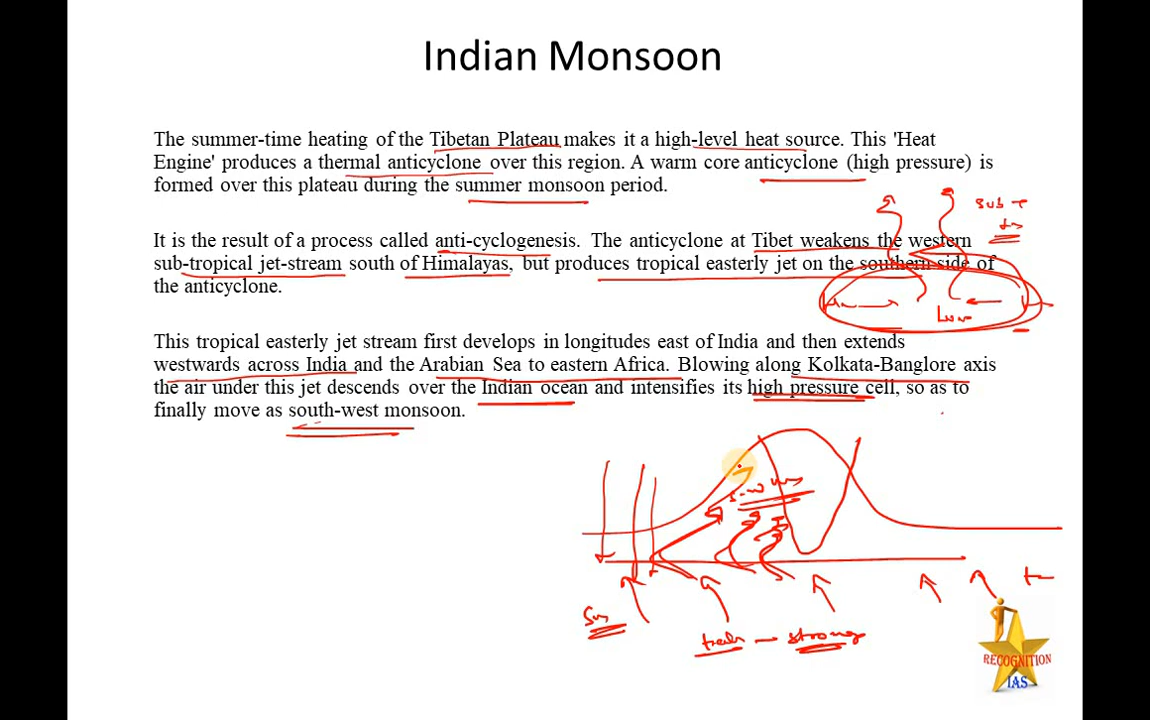 Indian Monsoon
The summer-time heating of the Tibetan Plateau makes it a high-level heat source. This 'Heat
Engine' produces a thermal anticyclone over this region. A warm core anticyclone (high pressure) is
formed over this plateau during the summer monsoon period.
It is the result of a process called anti-cyclogenesis. The anticyclone at Tibet weakens the western
sub-tropical jet-stream south of Himalayas, but produces tropical easterly jet on the southern side of
the anticyclone.
This tropical easterly jet stream first develops in longitudes east of India and then extends
westwards across India and the Arabian Sea to eastern Africa. Blowing along Kolkata-Banglore axis
the air under this jet descends over the Indian ocean and intensifies its high pressure cell, so as to
finally move as south-west monsoon.
sub
Low
strong
RECOGNITION
IAS